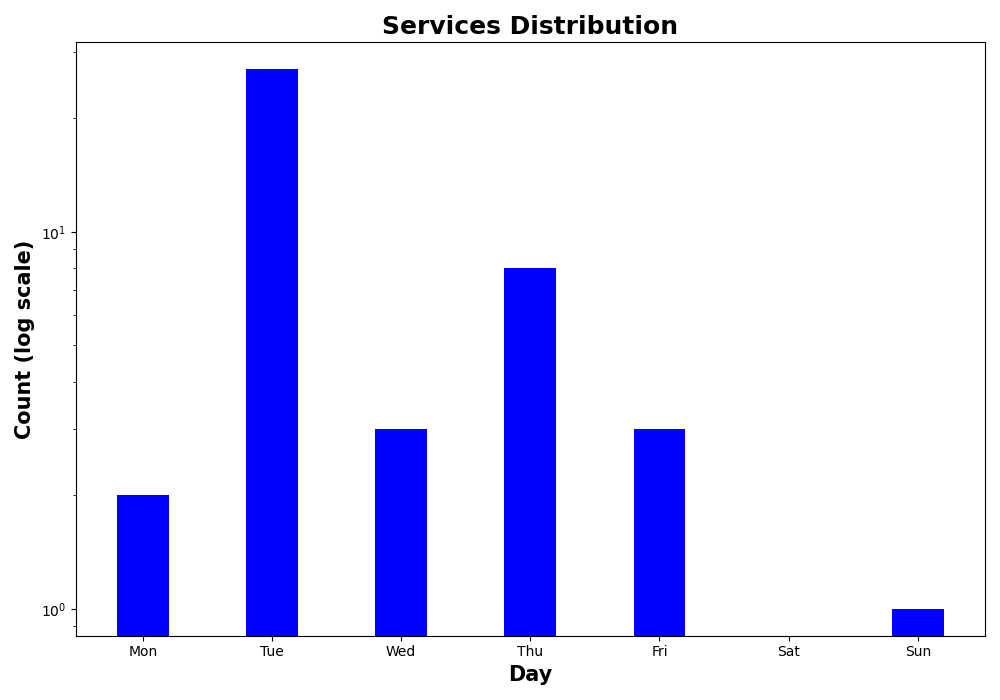 Services Distribution
Count (log scale)
10¹
10⁰
Mon Tue Wed Thu Fri Sat Sun
Day